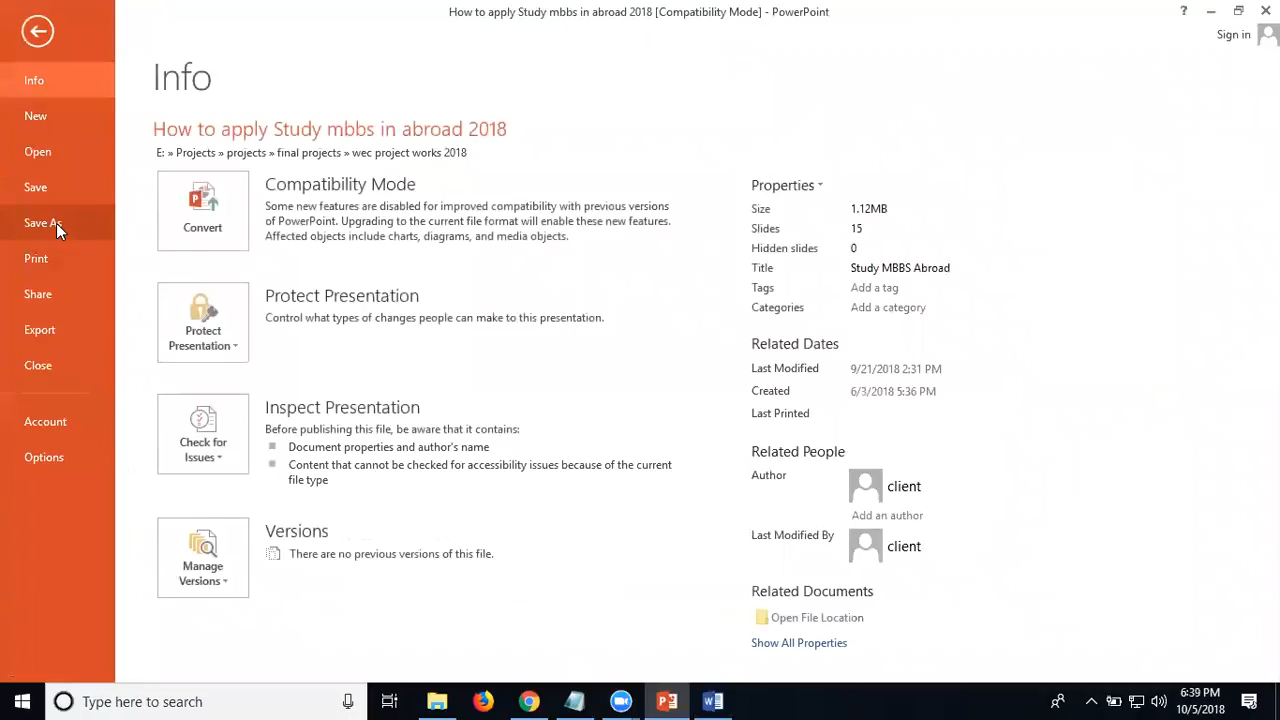 How to apply Study mbbs in abroad 2018 [Compatibility Mode] - PowerPoint
?
Sign in
Info
New
Open
Save
Save As
Print
Share
Export
Close
Account
Options
Info
How to apply Study mbbs in abroad 2018
E: » Projects » projects » final projects » wec project works 2018
Convert
Compatibility Mode
Some new features are disabled for improved compatibility with previous versions
of PowerPoint. Upgrading to the current file format will enable these new features.
Affected objects include charts, diagrams, and media objects.
Protect
Presentation
Protect Presentation
Control what types of changes people can make to this presentation.
Check for
Issues
Inspect Presentation
Before publishing this file, be aware that it contains:
Document properties and author's name
Content that cannot be checked for accessibility issues because of the current
file type
Manage
Versions
Versions
There are no previous versions of this file.
Properties
Size 1.12MB
Slides 15
Hidden slides 0
Title Study MBBS Abroad
Tags Add a tag
Categories Add a category
Related Dates
Last Modified 9/21/2018 2:31 PM
Created 6/3/2018 5:36 PM
Last Printed
Related People
Author client
Add an author
Last Modified By client
Related Documents
Open File Location
Show All Properties
Type here to search
6:39 PM
10/5/2018